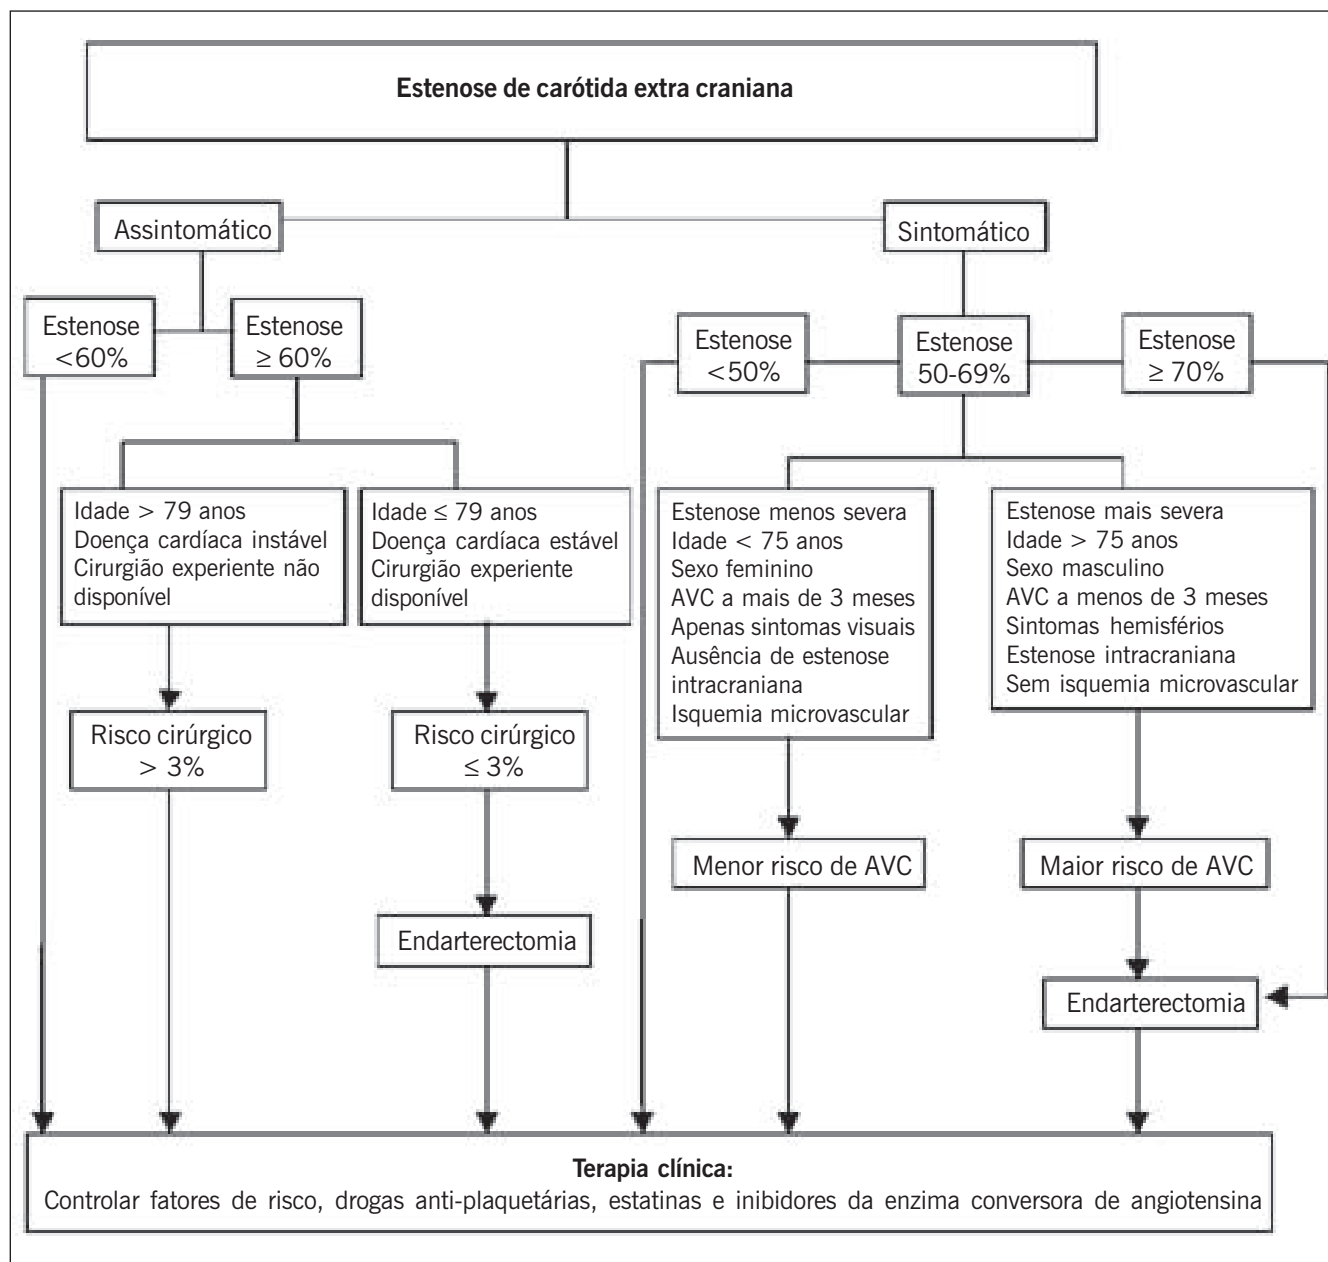 Estenose de carótida extra craniana
Assintomático
Sintomático
Estenose
<60%
Estenose
≥ 60%
Estenose
<50%
Estenose
50-69%
Estenose
≥ 70%
Idade > 79 anos
Doença cardíaca instável
Cirurgião experiente não
disponível
Idade ≤ 79 anos
Doença cardíaca estável
Cirurgião experiente
disponível
Estenose menos severa
Idade < 75 anos
Sexo feminino
AVC a mais de 3 meses
Apenas sintomas visuais
Ausência de estenose
intracraniana
Isquemia microvascular
Estenose mais severa
Idade > 75 anos
Sexo masculino
AVC a menos de 3 meses
Sintomas hemisférios
Estenose intracraniana
Sem isquemia microvascular
Risco cirúrgico
> 3%
Risco cirúrgico
≤ 3%
Menor risco de AVC
Maior risco de AVC
Endarterectomia
Endarterectomia
Terapia clínica:
Controlar fatores de risco, drogas anti-plaquetárias, estatinas e inibidores da enzima conversora de angiotensina